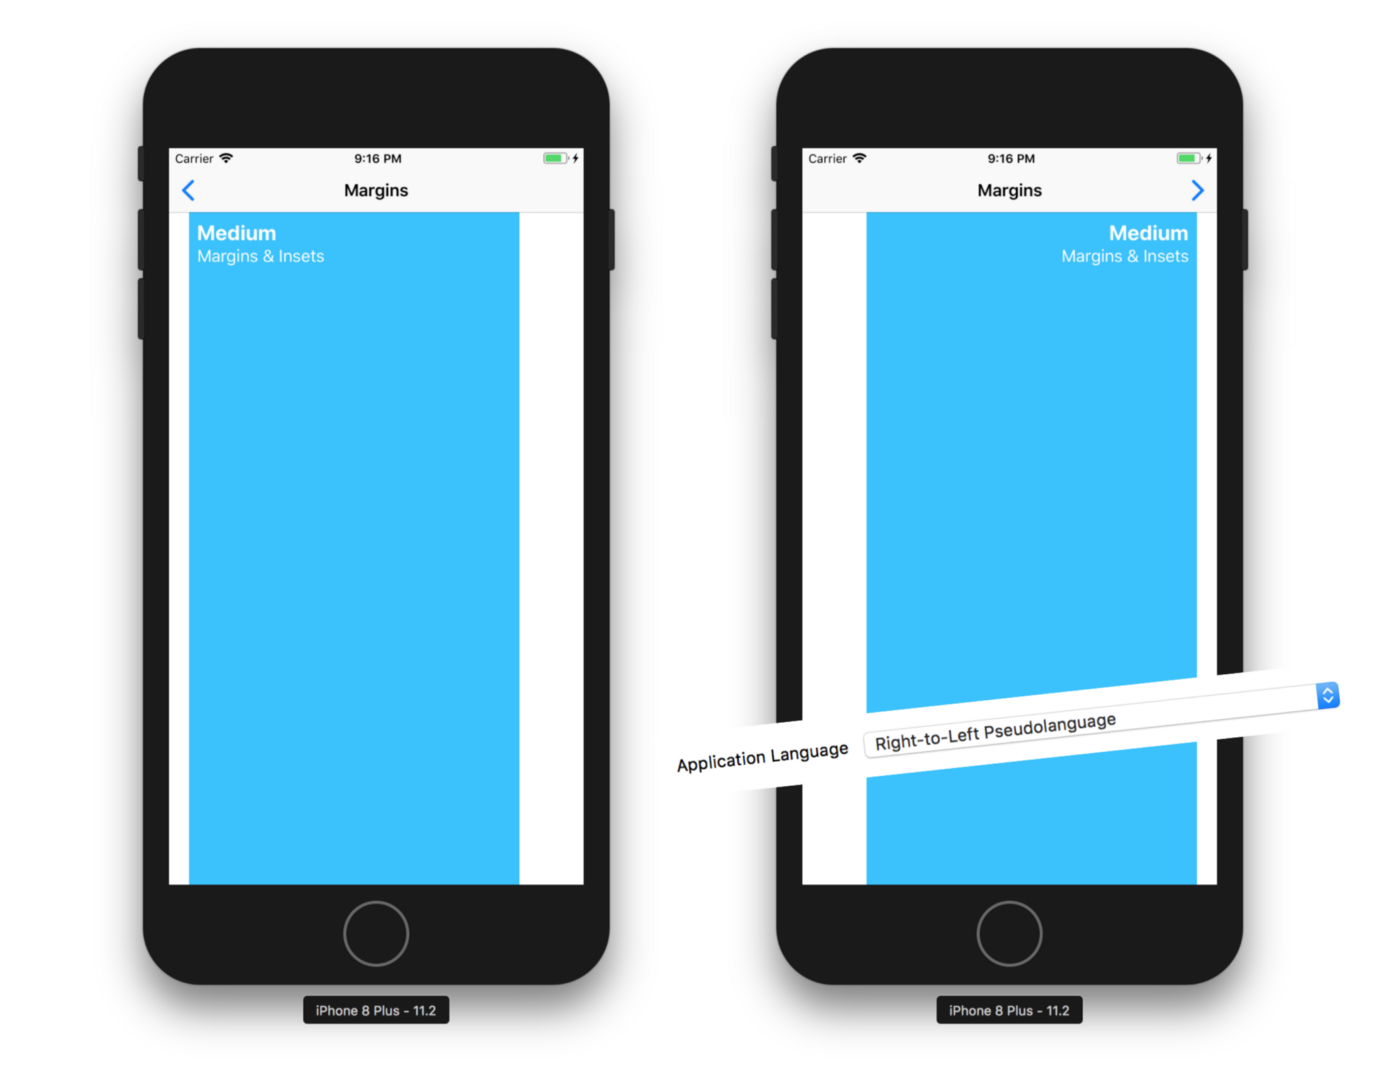 Carrier 9:16 PM
Margins
Medium
Margins & Insets
iPhone 8 Plus - 11.2
Carrier 9:16 PM
Margins
Medium
Margins & Insets
Application Language Right-to-Left Pseudolanguage
iPhone 8 Plus - 11.2